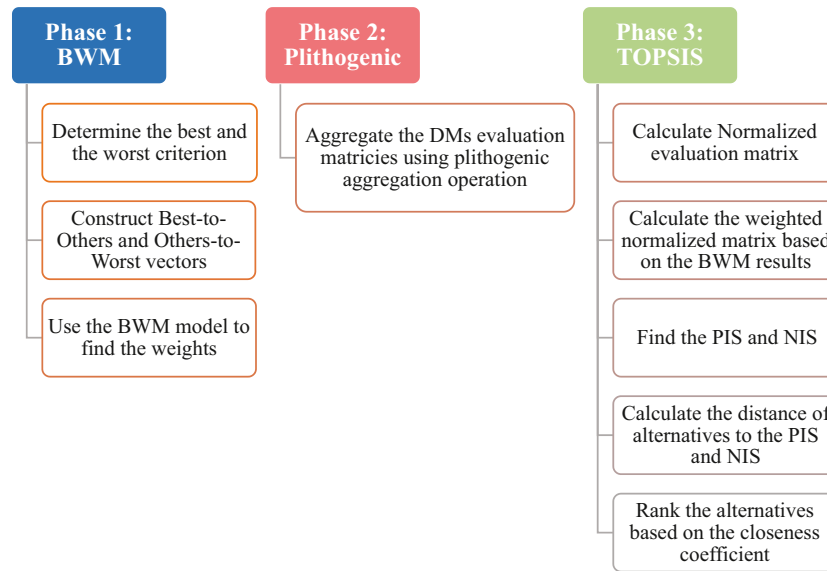 Phase 1:
BWM
Determine the best and
the worst criterion
Construct Best-to-
Others and Others-to-
Worst vectors
Use the BWM model to
find the weights
Phase 2:
Plithogenic
Aggregate the DMs evaluation
matricies using plithogenic
aggregation operation
Phase 3:
TOPSIS
Calculate Normalized
evaluation matrix
Calculate the weighted
normalized matrix based
on the BWM results
Find the PIS and NIS
Calculate the distance of
alternatives to the PIS
and NIS
Rank the alternatives
based on the closeness
coefficient